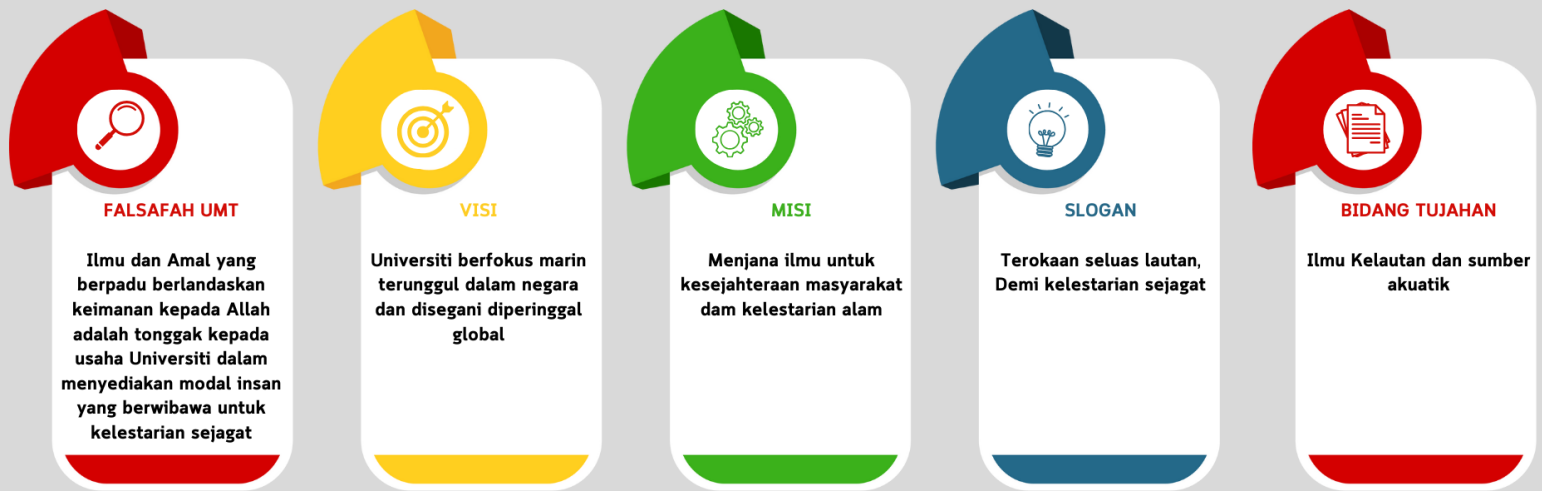 FALSAFAH UMT
Ilmu dan Amal yang
berpadu berlandaskan
keimanan kepada Allah
adalah tonggak kepada
usaha Universiti dalam
menyediakan modal insan
yang berwibawa untuk
kelestarian sejagat
VISI
Universiti berfokus marin
terunggul dalam negara
dan disegani diperinggal
global
MISI
Menjana ilmu untuk
kesejahteraan masyarakat
dam kelestarian alam
SLOGAN
Terokaan seluas lautan,
Demi kelestarian sejagat
BIDANG TUJAHAN
Ilmu Kelautan dan sumber
akuatik